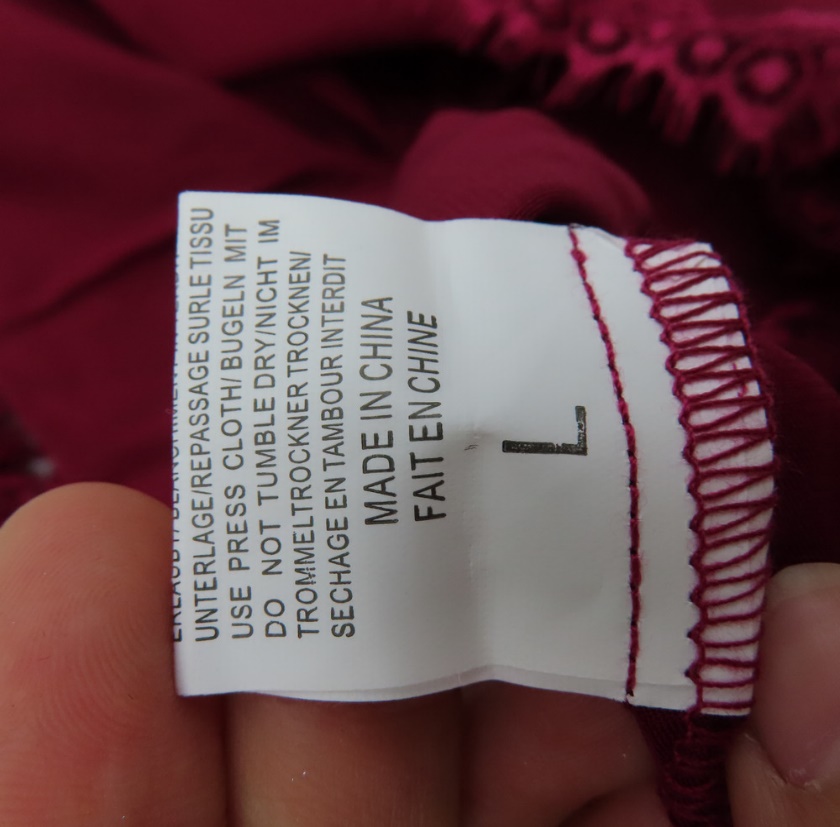 UNTERLAGE/REPASSAGE SURLE TISSU
USE PRESS CLOTH/ BUGELN MIT
DO NOT TUMBLE DRY/NICHT IM
TROMMELTROCKNER TROCKNEN/
SECHAGE EN TAMBOUR INTERDIT
MADE IN CHINA
FAIT EN CHINE
L